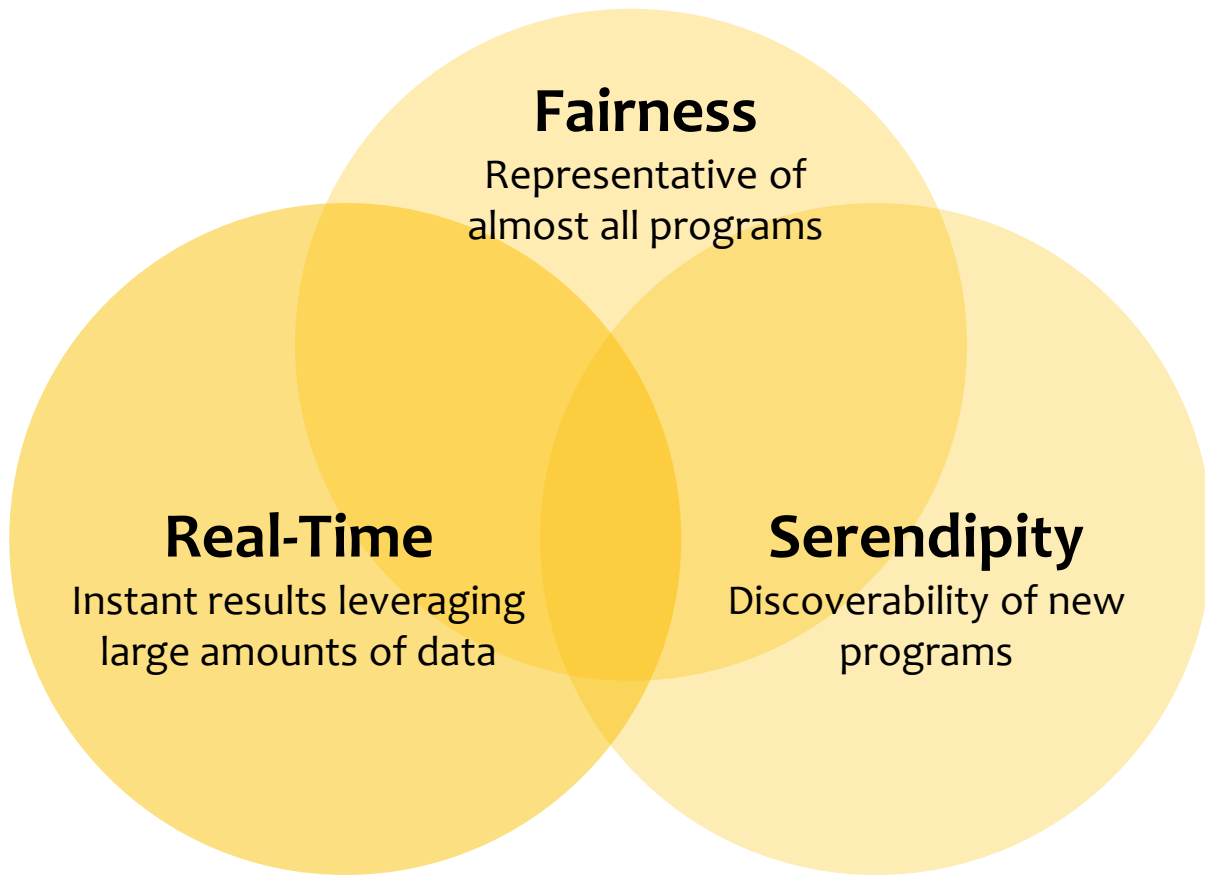 Fairness
Representative of
almost all programs
Real-Time
Instant results leveraging
large amounts of data
Serendipity
Discoverability of new
programs